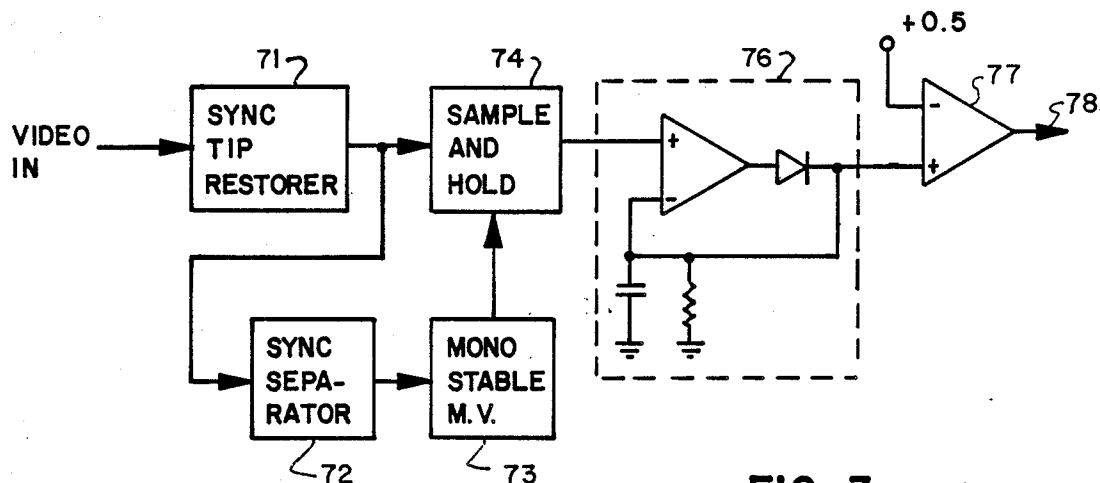 71
SYNC
TIP
RESTORER
VIDEO
IN
74
SAMPLE
AND
HOLD
76
+
-
+0.5
77
-
+
78
SYNC
SEPA-
RATOR
72
MONO
STABLE
M.V.
73